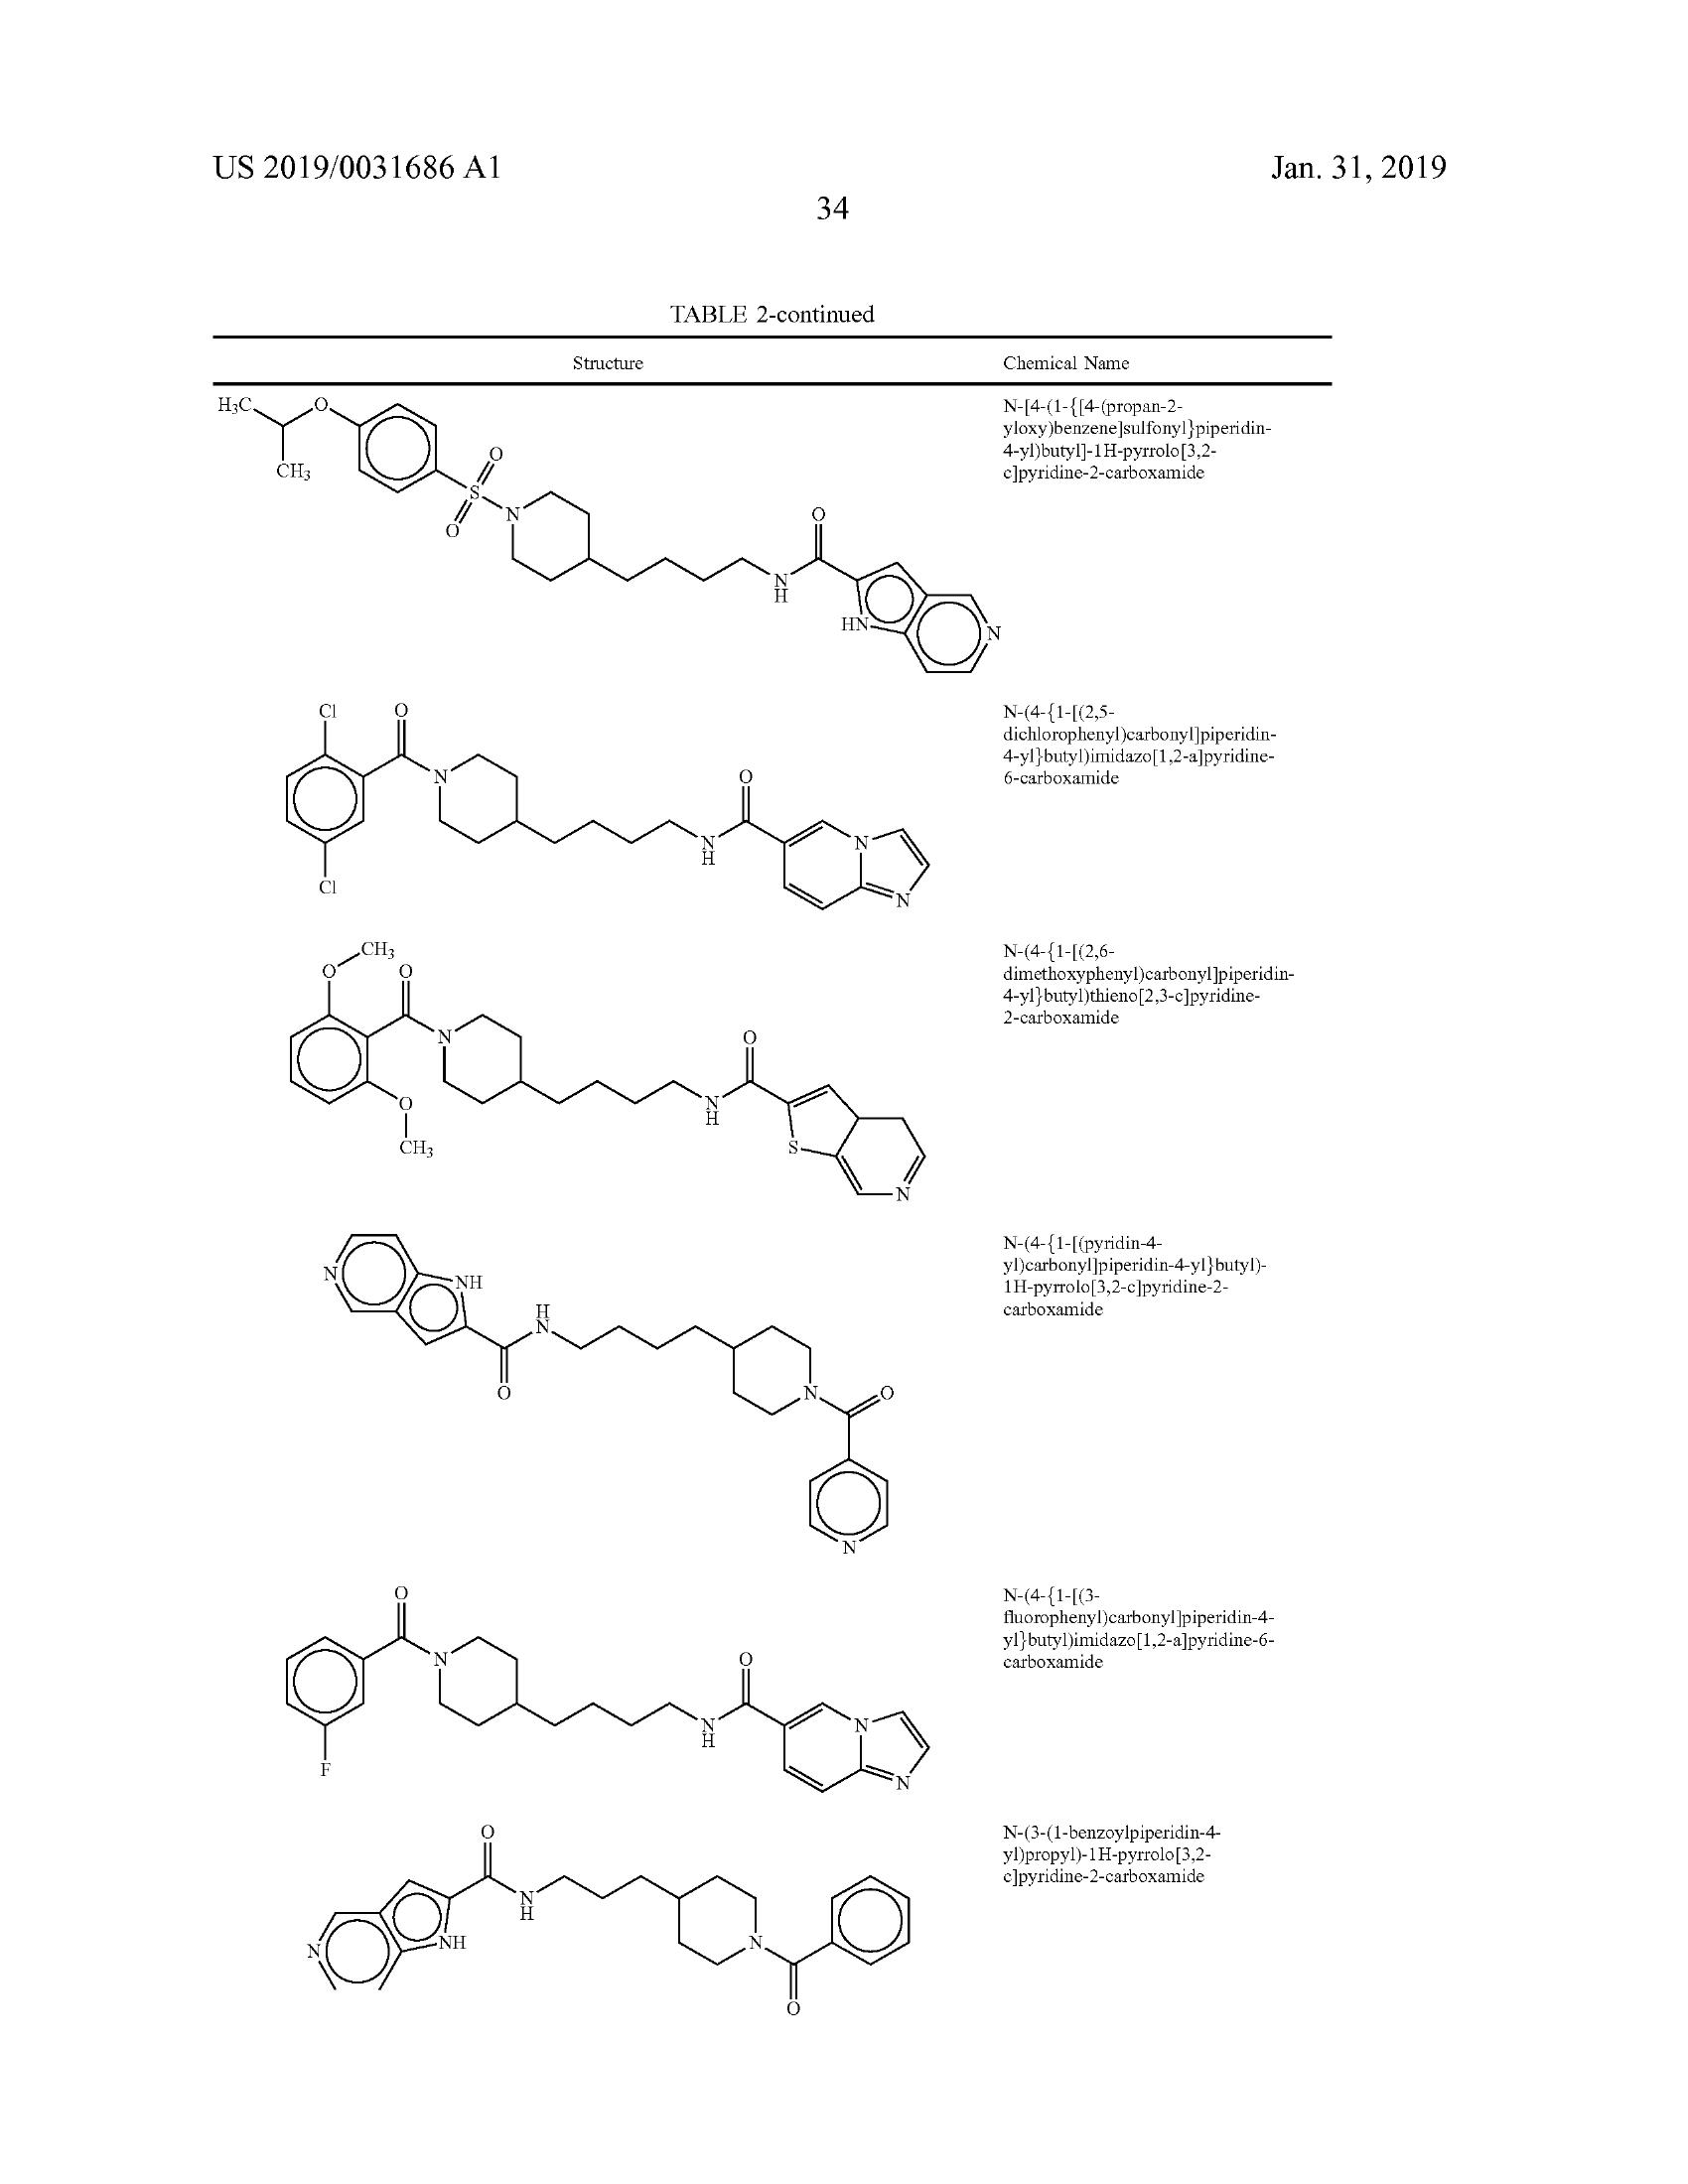 US 2019/0031686 A1
Jan. 31, 2019
34
TABLE 2-continued
Structure
Chemical Name
H3C
O
CH3
O
S
O
N
O
N
H
HN
N
N-[4-(1-{[4-(propan-2-
yloxy)benzene]sulfonyl}piperidin-
4-yl)butyl]-1H-pyrrolo[3,2-
c]pyridine-2-carboxamide
Cl
O
N
O
N
H
N
Cl
N
N-(4-{1-[(2,5-
dichlorophenyl)carbonyl]piperidin-
4-yl}butyl)imidazo[1,2-a]pyridine-
6-carboxamide
CH3
O
O
N
O
O
N
H
CH3
S
N
N-(4-{1-[(2,6-
dimethoxyphenyl)carbonyl]piperidin-
4-yl}butyl)thieno[2,3-c]pyridine-
2-carboxamide
N
NH
H
N
O
N
O
N
N-(4-{1-[(pyridin-4-
yl)carbonyl]piperidin-4-yl}butyl)-
1H-pyrrolo[3,2-c]pyridine-2-
carboxamide
O
N
O
N
H
N
F
N
N-(4-{1-[(3-
fluorophenyl)carbonyl]piperidin-4-
yl}butyl)imidazo[1,2-a]pyridine-6-
carboxamide
O
N
H
N
NH
N
O
N-(3-(1-benzoylpiperidin-4-
yl)propyl)-1H-pyrrolo[3,2-
c]pyridine-2-carboxamide